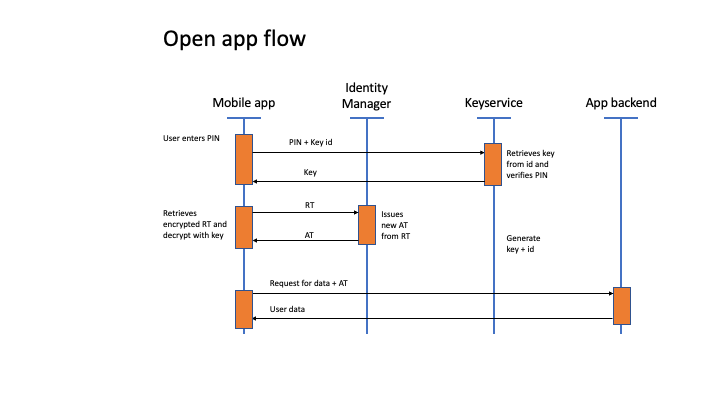 Open app flow
Mobile app
Identity
Manager
Keyservice
App backend
User enters PIN
PIN + Key id
Key
Retrieves key
from id and
verifies PIN
Retrieves
encrypted RT and
decrypt with key
RT
AT
Issues
new AT
from RT
Generate
key + id
Request for data + AT
User data